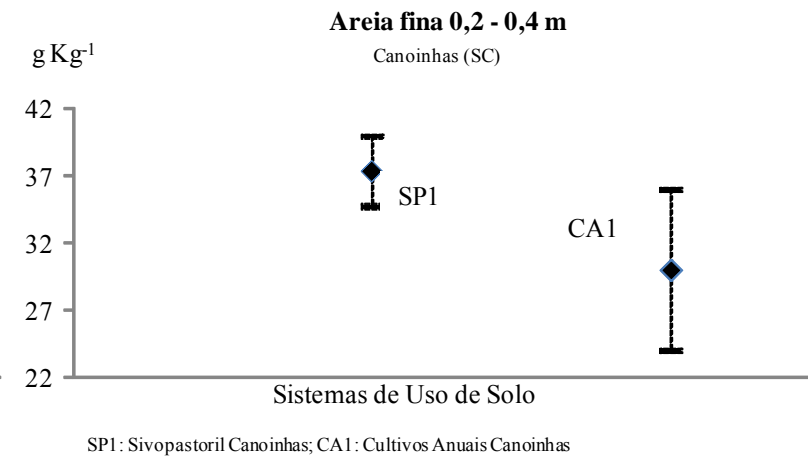 Areia fina 0,2 - 0,4 m
g Kg-1
Canoinhas (SC)
42
37
SP1
32
CA1
27
22
Sistemas de Uso de Solo
SP1: Sivopastoril Canoinhas; CA1: Cultivos Anuais Canoinhas